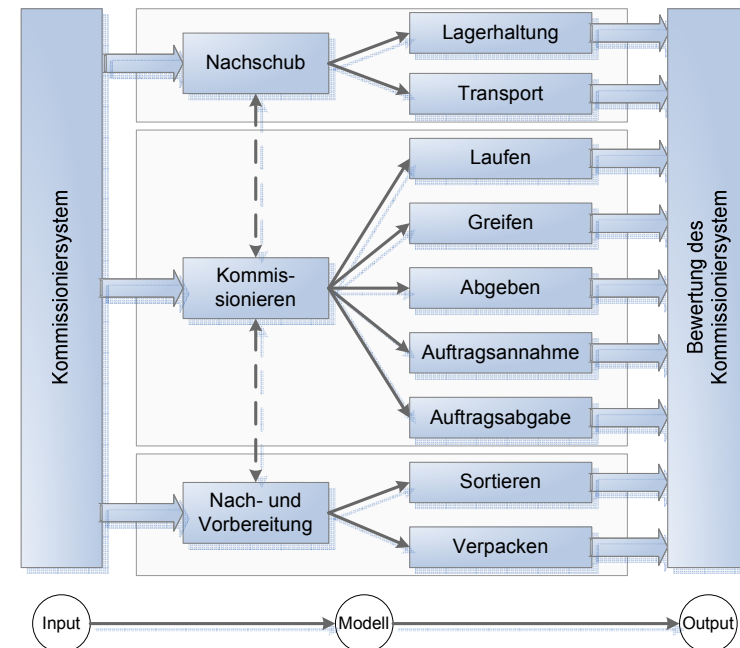 Kommissioniersystem
Nachschub
Lagerhaltung
Transport
Kommis-
sionieren
Laufen
Greifen
Abgeben
Auftragsannahme
Auftragsabgabe
Nach- und
Vorbereitung
Sortieren
Verpacken
Bewertung des
Kommissioniersystem
Input
Modell
Output